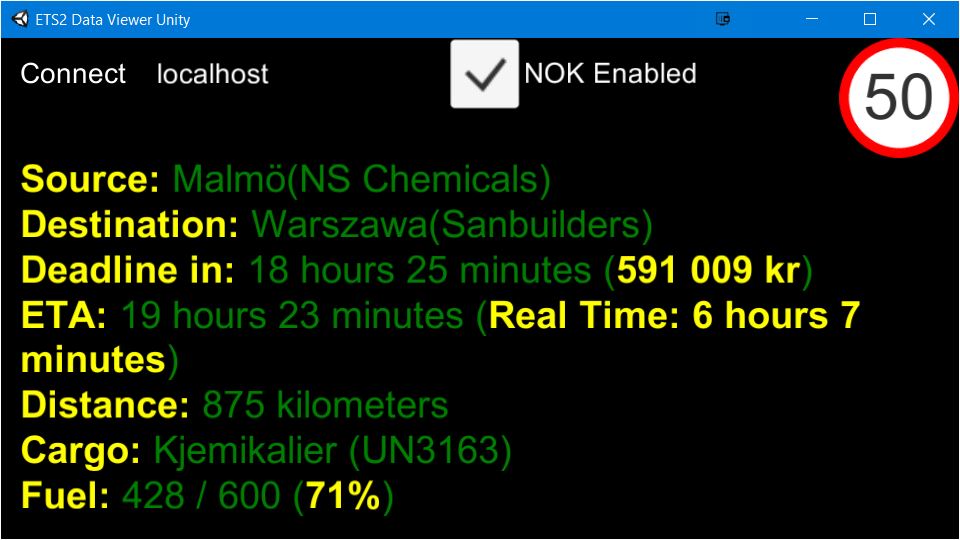 ETS2 Data Viewer Unity
Connect localhost NOK Enabled 50
Source: Malmö(NS Chemicals)
Destination: Warszawa(Sanbuilders)
Deadline in: 18 hours 25 minutes (591 009 kr)
ETA: 19 hours 23 minutes (Real Time: 6 hours 7
minutes)
Distance: 875 kilometers
Cargo: Kjemikalier (UN3163)
Fuel: 428 / 600 (71%)